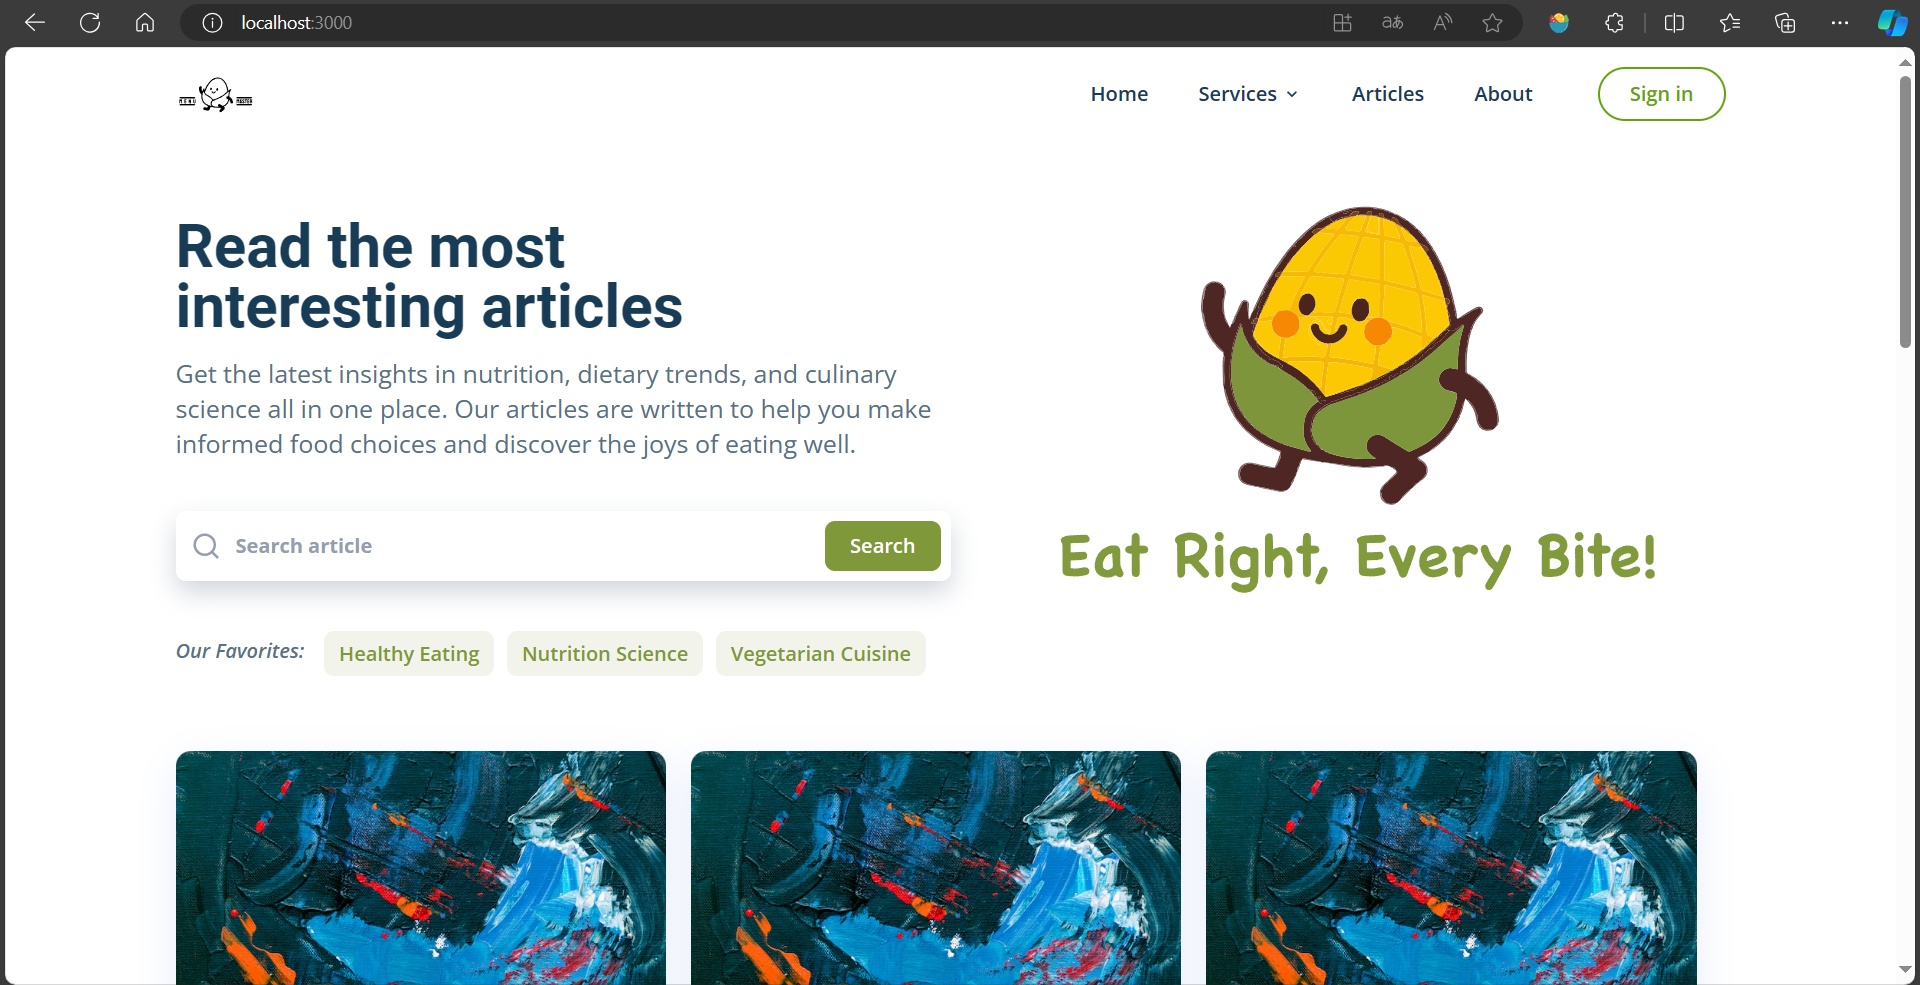 localhost:3000
MENU MASTER
Home
Services
Articles
About
Sign in
Read the most
interesting articles
Get the latest insights in nutrition, dietary trends, and culinary
science all in one place. Our articles are written to help you make
informed food choices and discover the joys of eating well.
Search article
Search
Eat Right, Every Bite!
Our Favorites:
Healthy Eating
Nutrition Science
Vegetarian Cuisine